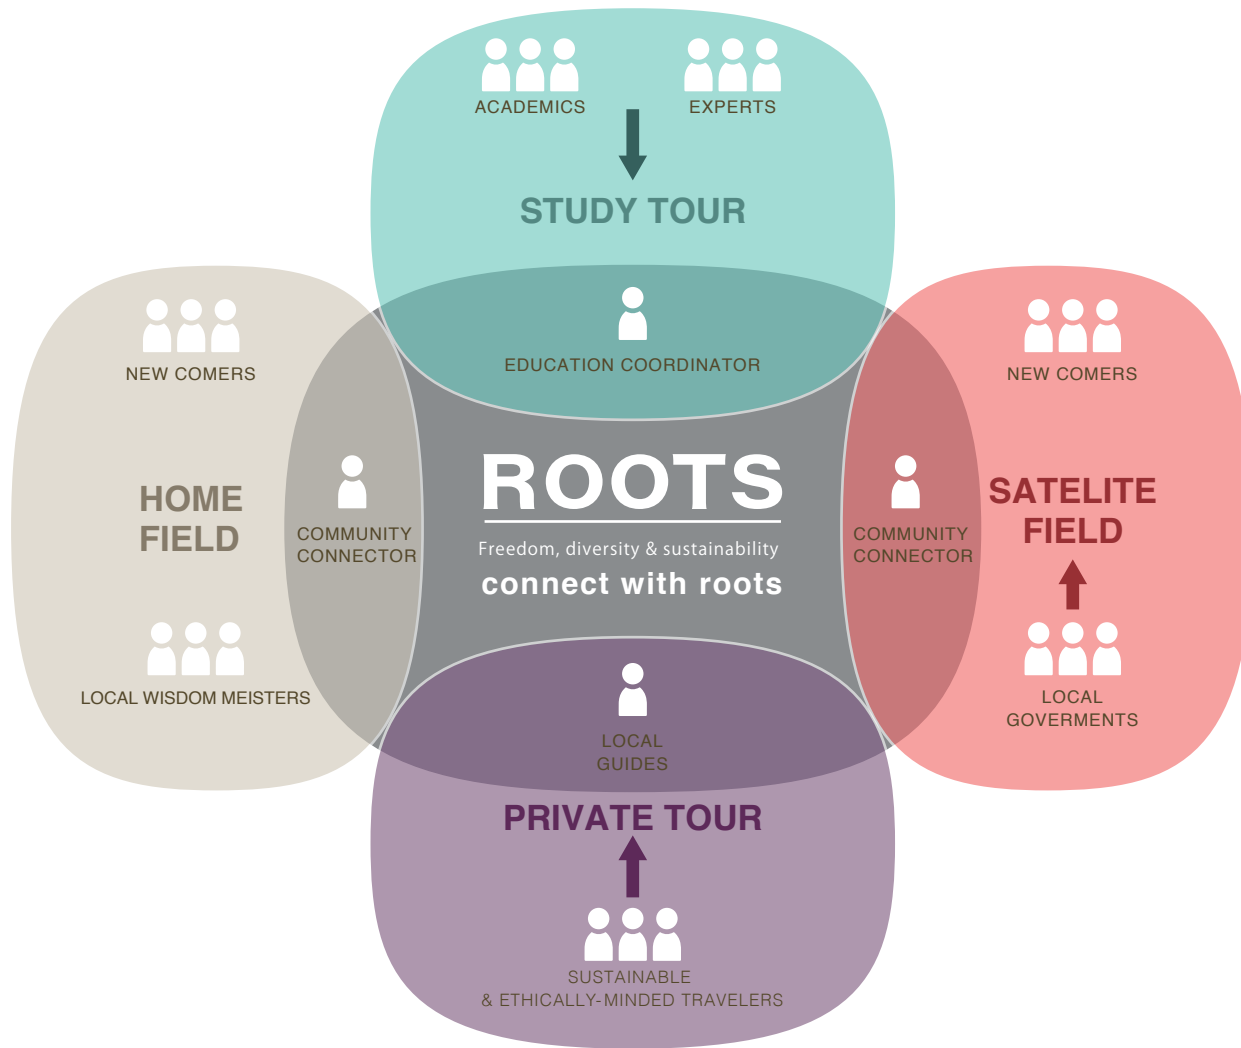 ACADEMICS
EXPERTS
STUDY TOUR
EDUCATION COORDINATOR
NEW COMERS
HOME
FIELD
COMMUNITY
CONNECTOR
LOCAL WISDOM MEISTERS
ROOTS
Freedom, diversity & sustainability
connect with roots
NEW COMERS
COMMUNITY
CONNECTOR
SATELITE
FIELD
LOCAL
GOVERMENTS
LOCAL
GUIDES
PRIVATE TOUR
SUSTAINABLE
& ETHICALLY-MINDED TRAVELERS